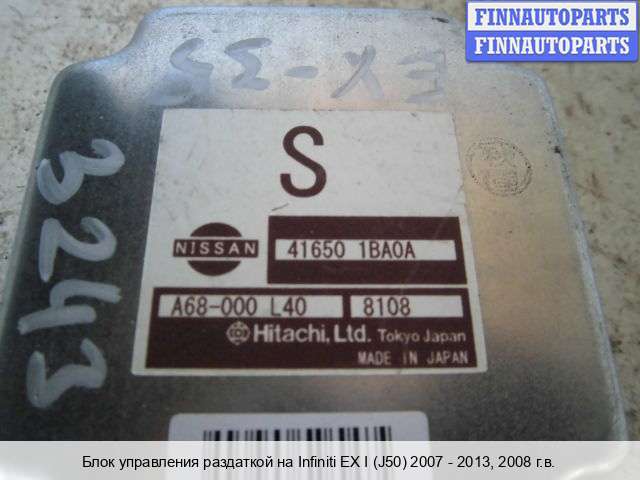 FINNAUTOPARTS
FINNAUTOPARTS
EX-35
3243
S
NISSAN
41650 1BA0A
A68-000 L40
8108
Hitachi, Ltd. Tokyo Japan
MADE IN JAPAN
Блок управления раздаткой на Infiniti EX I (J50) 2007 - 2013, 2008 г.в.